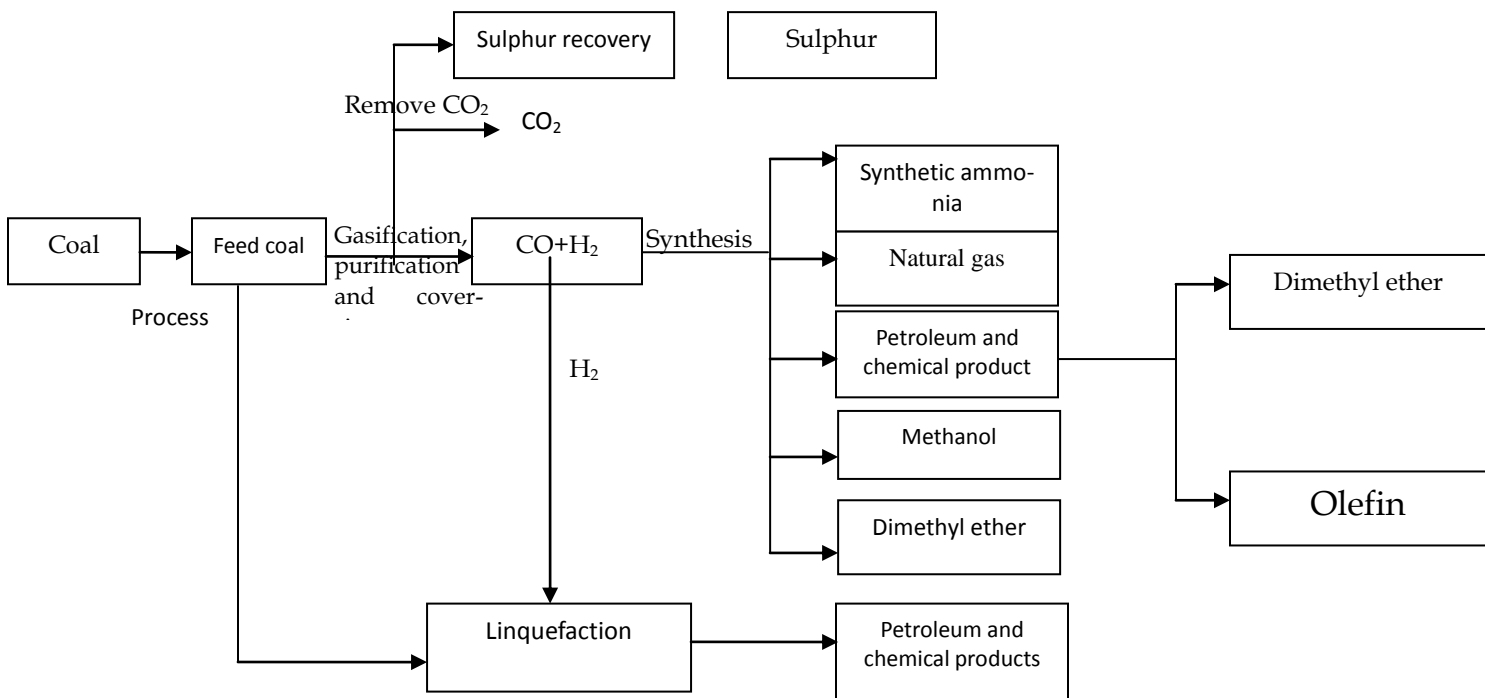 Sulphur recovery
Sulphur
Remove CO₂
CO₂
Coal
Feed coal
Process
Gasification,
purification
and cover-
CO+H₂
H₂
Synthesis
Synthetic ammo-
nia
Natural gas
Petroleum and
chemical product
Methanol
Dimethyl ether
Dimethyl ether
Olefin
Linquefaction
Petroleum and
chemical products